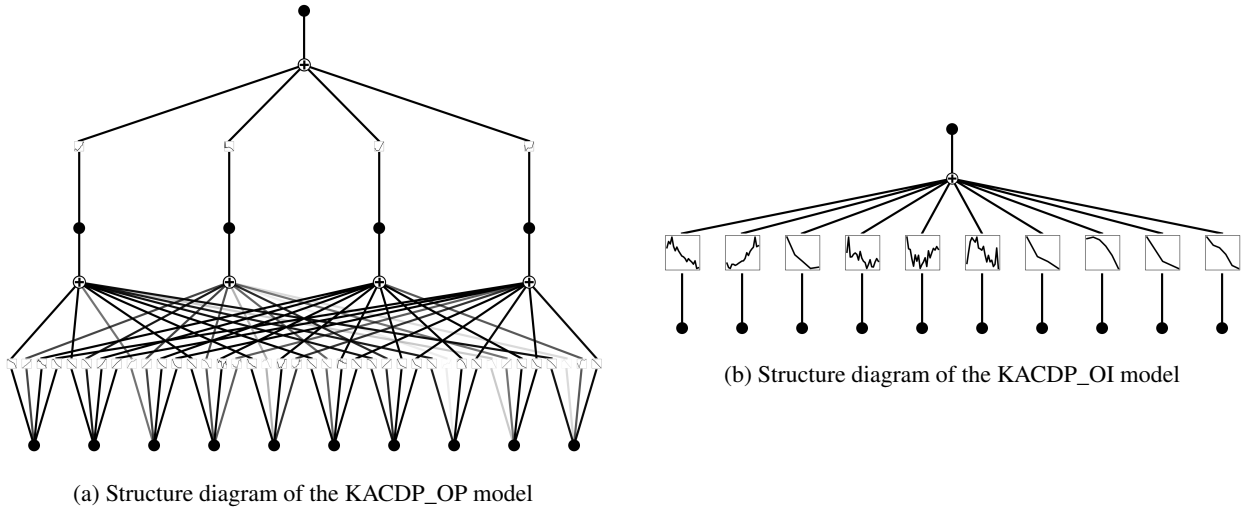 (b) Structure diagram of the KACDP_OI model
(a) Structure diagram of the KACDP_OP model